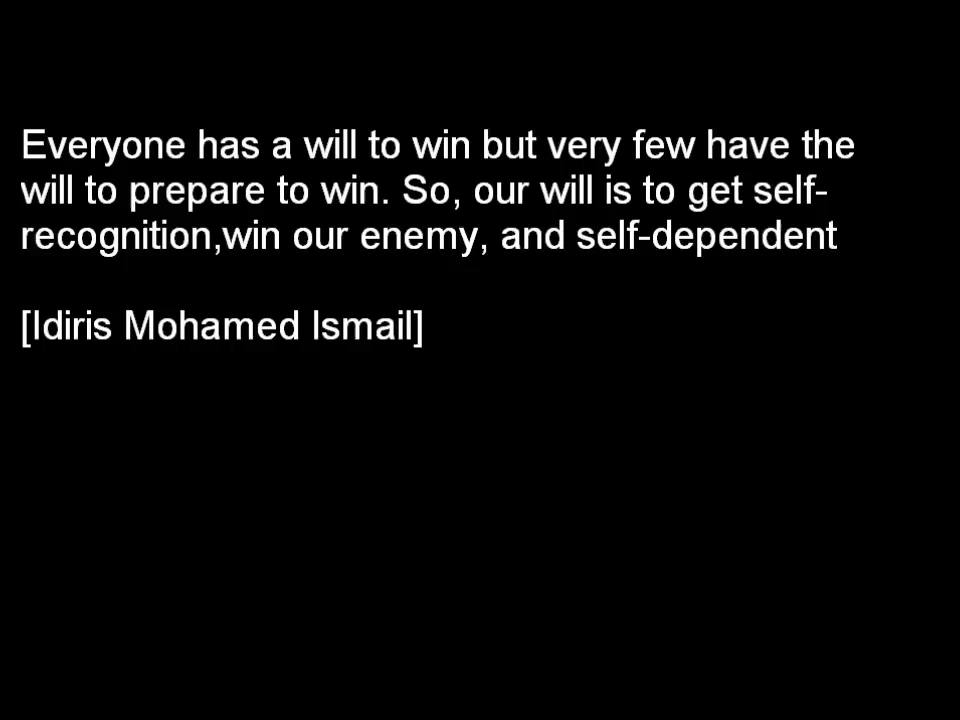 Everyone has a will to win but very few have the
will to prepare to win. So, our will is to get self-
recognition,win our enemy, and self-dependent
[Idiris Mohamed Ismail]